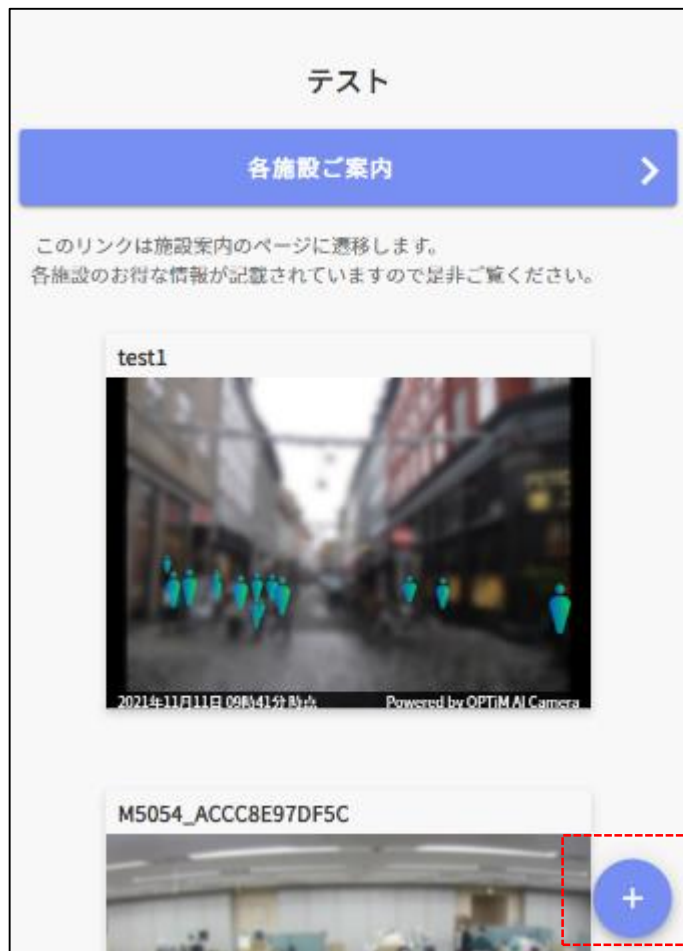 テスト
各施設ご案内
このリンクは施設案内のページに遷移します。
各施設のお得な情報が記載されていますので是非ご覧ください。
test1
2021年11月11日 09時41分 時点
Powered by OPTiM AI Camera
M5054_ACCC8E97DF5C
+